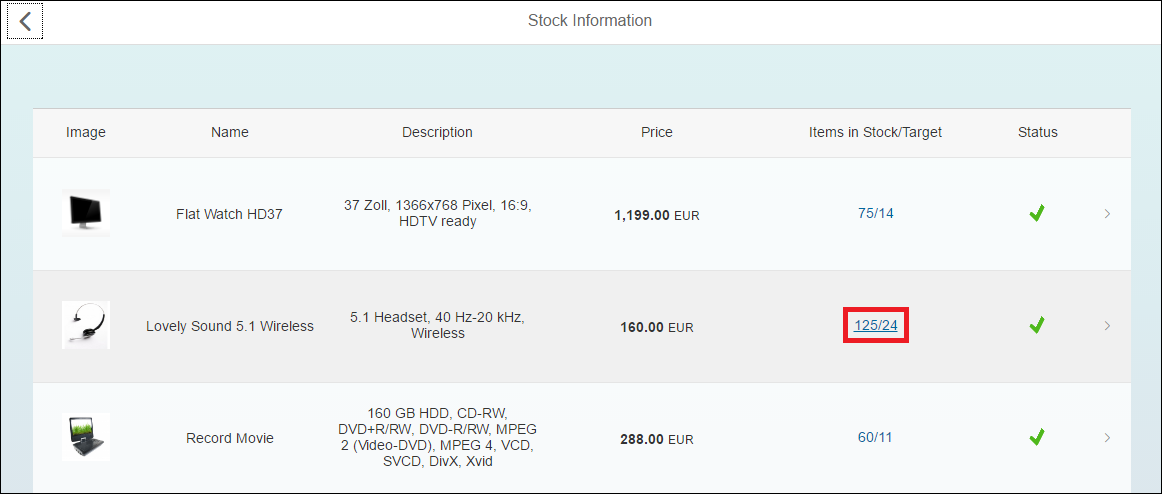 Stock Information
Image Name Description Price Items in Stock/Target Status
Flat Watch HD37
37 Zoll, 1366x768 Pixel, 16:9,
HDTV ready
1,199.00 EUR
75/14
Lovely Sound 5.1 Wireless
5.1 Headset, 40 Hz-20 kHz,
Wireless
160.00 EUR
125/24
Record Movie
160 GB HDD, CD-RW,
DVD+R/RW, DVD-R/RW, MPEG
2 (Video-DVD), MPEG 4, VCD,
SVCD, DivX, Xvid
288.00 EUR
60/11